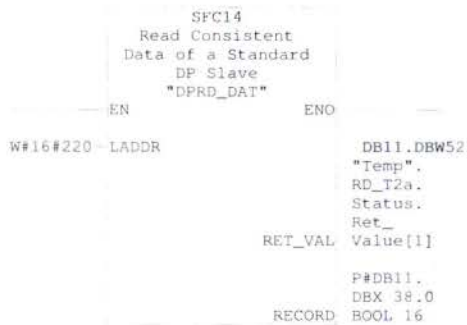 SFC14
Read Consistent
Data of a Standard
DP Slave
"DPRD_DAT"
EN ENO
W#16#220 LADDR DB11.DBW52
"Temp".
RD_T2a.
Status.
Ret_
RET_VAL Value[1]
P#DB11.
DBX 38.0
RECORD BOOL 16